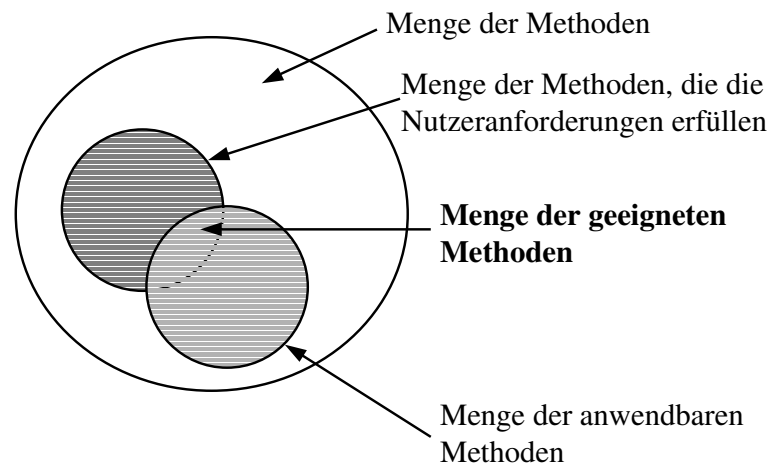 Menge der Methoden
Menge der Methoden, die die
Nutzeranforderungen erfüllen
Menge der geeigneten
Methoden
Menge der anwendbaren
Methoden